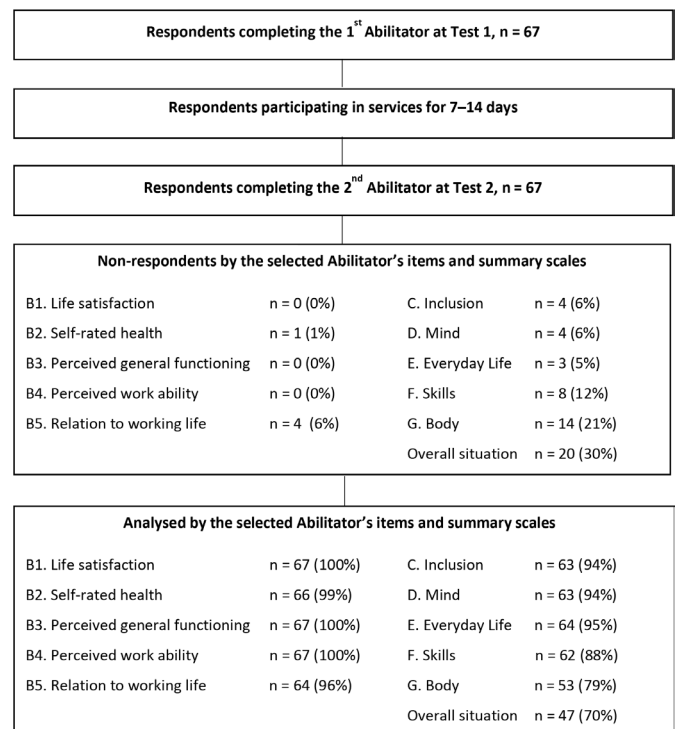 Respondents completing the 1st Abilitator at Test 1, n = 67
Respondents participating in services for 7–14 days
Respondents completing the 2nd Abilitator at Test 2, n = 67
Non-respondents by the selected Abilitator’s items and summary scales
B1. Life satisfaction n = 0 (0%) C. Inclusion n = 4 (6%)
B2. Self-rated health n = 1 (1%) D. Mind n = 4 (6%)
B3. Perceived general functioning n = 0 (0%) E. Everyday Life n = 3 (5%)
B4. Perceived work ability n = 0 (0%) F. Skills n = 8 (12%)
B5. Relation to working life n = 4 (6%) G. Body n = 14 (21%)
Overall situation n = 20 (30%)
Analysed by the selected Abilitator’s items and summary scales
B1. Life satisfaction n = 67 (100%) C. Inclusion n = 63 (94%)
B2. Self-rated health n = 66 (99%) D. Mind n = 63 (94%)
B3. Perceived general functioning n = 67 (100%) E. Everyday Life n = 64 (95%)
B4. Perceived work ability n = 67 (100%) F. Skills n = 62 (88%)
B5. Relation to working life n = 64 (96%) G. Body n = 53 (79%)
Overall situation n = 47 (70%)